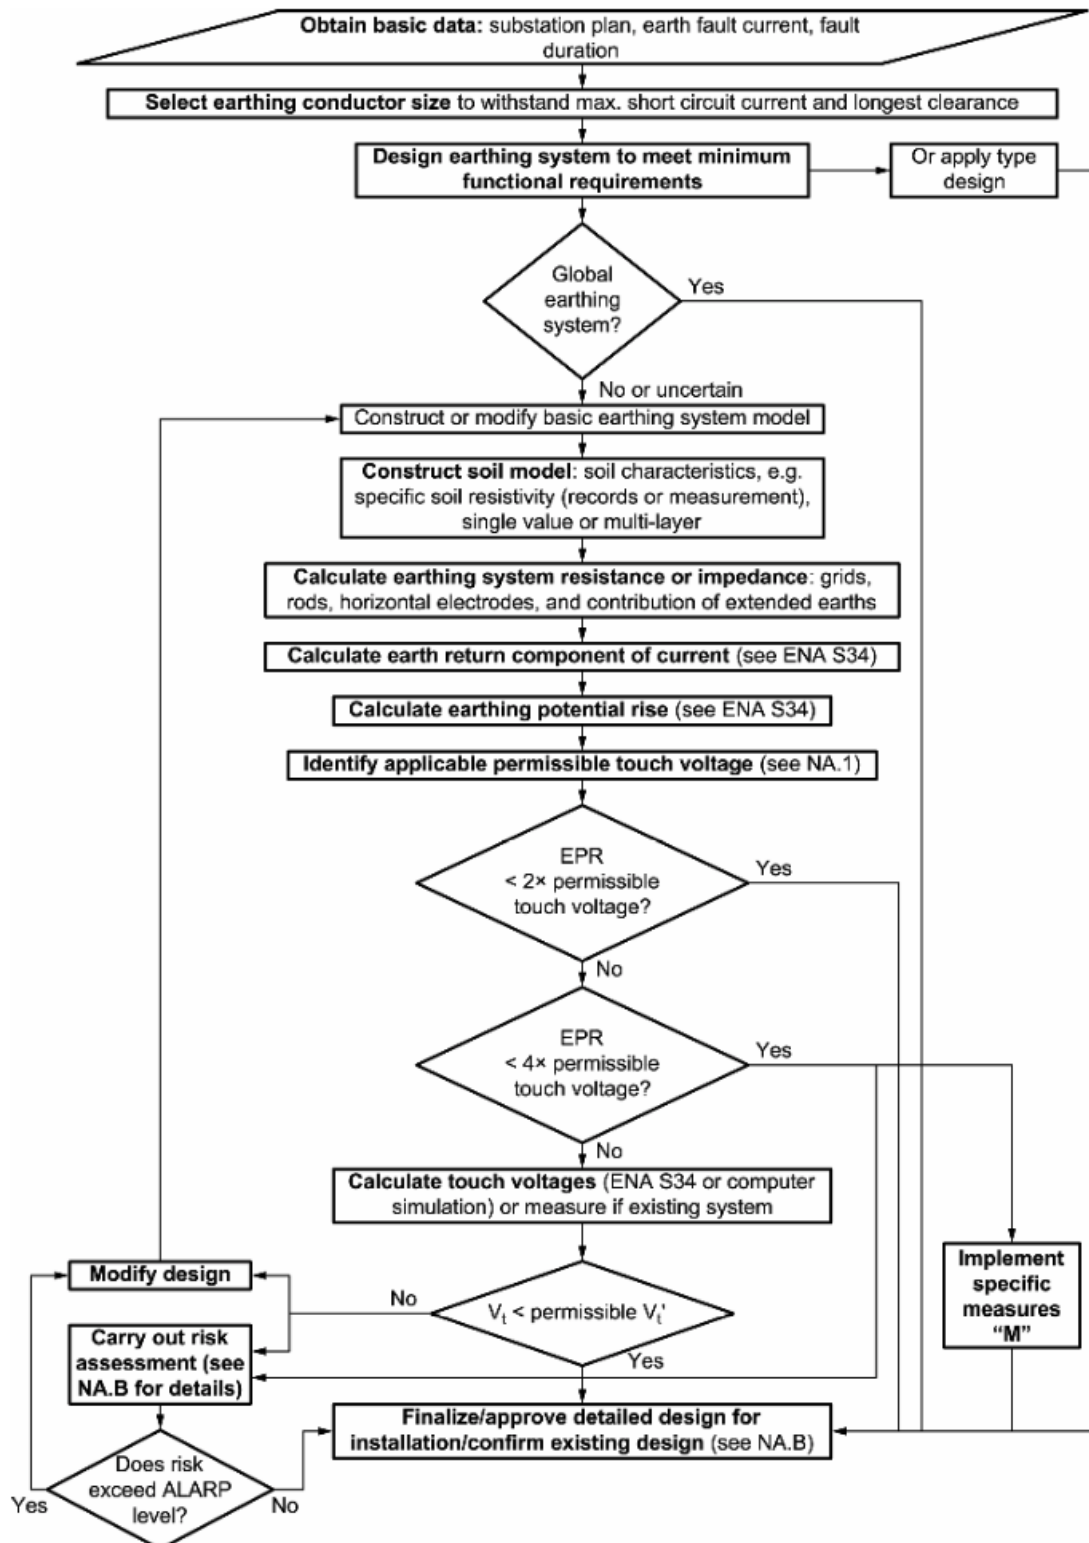 Obtain basic data: substation plan, earth fault current, fault
duration
Select earthing conductor size to withstand max. short circuit current and longest clearance
Design earthing system to meet minimum
functional requirements
Or apply type
design
Global
earthing
system?
Yes
No or uncertain
Construct or modify basic earthing system model
Construct soil model: soil characteristics, e.g.
specific soil resistivity (records or measurement),
single value or multi-layer
Calculate earthing system resistance or impedance: grids,
rods, horizontal electrodes, and contribution of extended earths
Calculate earth return component of current (see ENA S34)
Calculate earthing potential rise (see ENA S34)
Identify applicable permissible touch voltage (see NA.1)
EPR
< 2× permissible
touch voltage?
Yes
No
EPR
< 4× permissible
touch voltage?
Yes
No
Calculate touch voltages (ENA S34 or computer
simulation) or measure if existing system
Modify design
No
Vt < permissible Vt'
Yes
Implement
specific
measures
“M”
Carry out risk
assessment (see
NA.B for details)
Finalize/approve detailed design for
installation/confirm existing design (see NA.B)
Does risk
exceed ALARP
level?
Yes
No